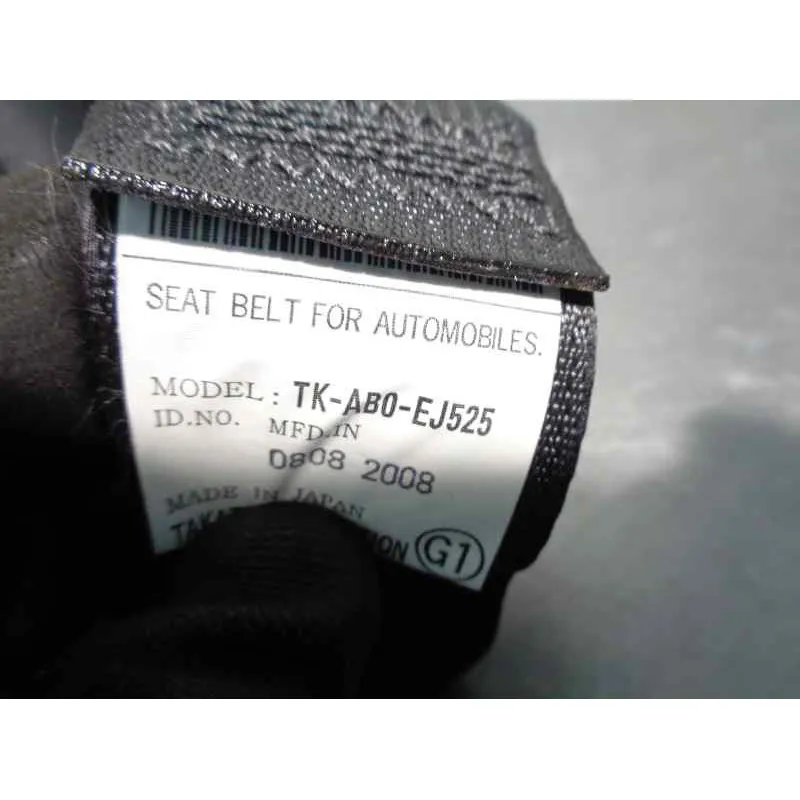 SEAT BELT FOR AUTOMOBILES.
MODEL: TK-AB0-EJ525
ID.NO. MFD.IN
0808 2008
MADE IN JAPAN
G1